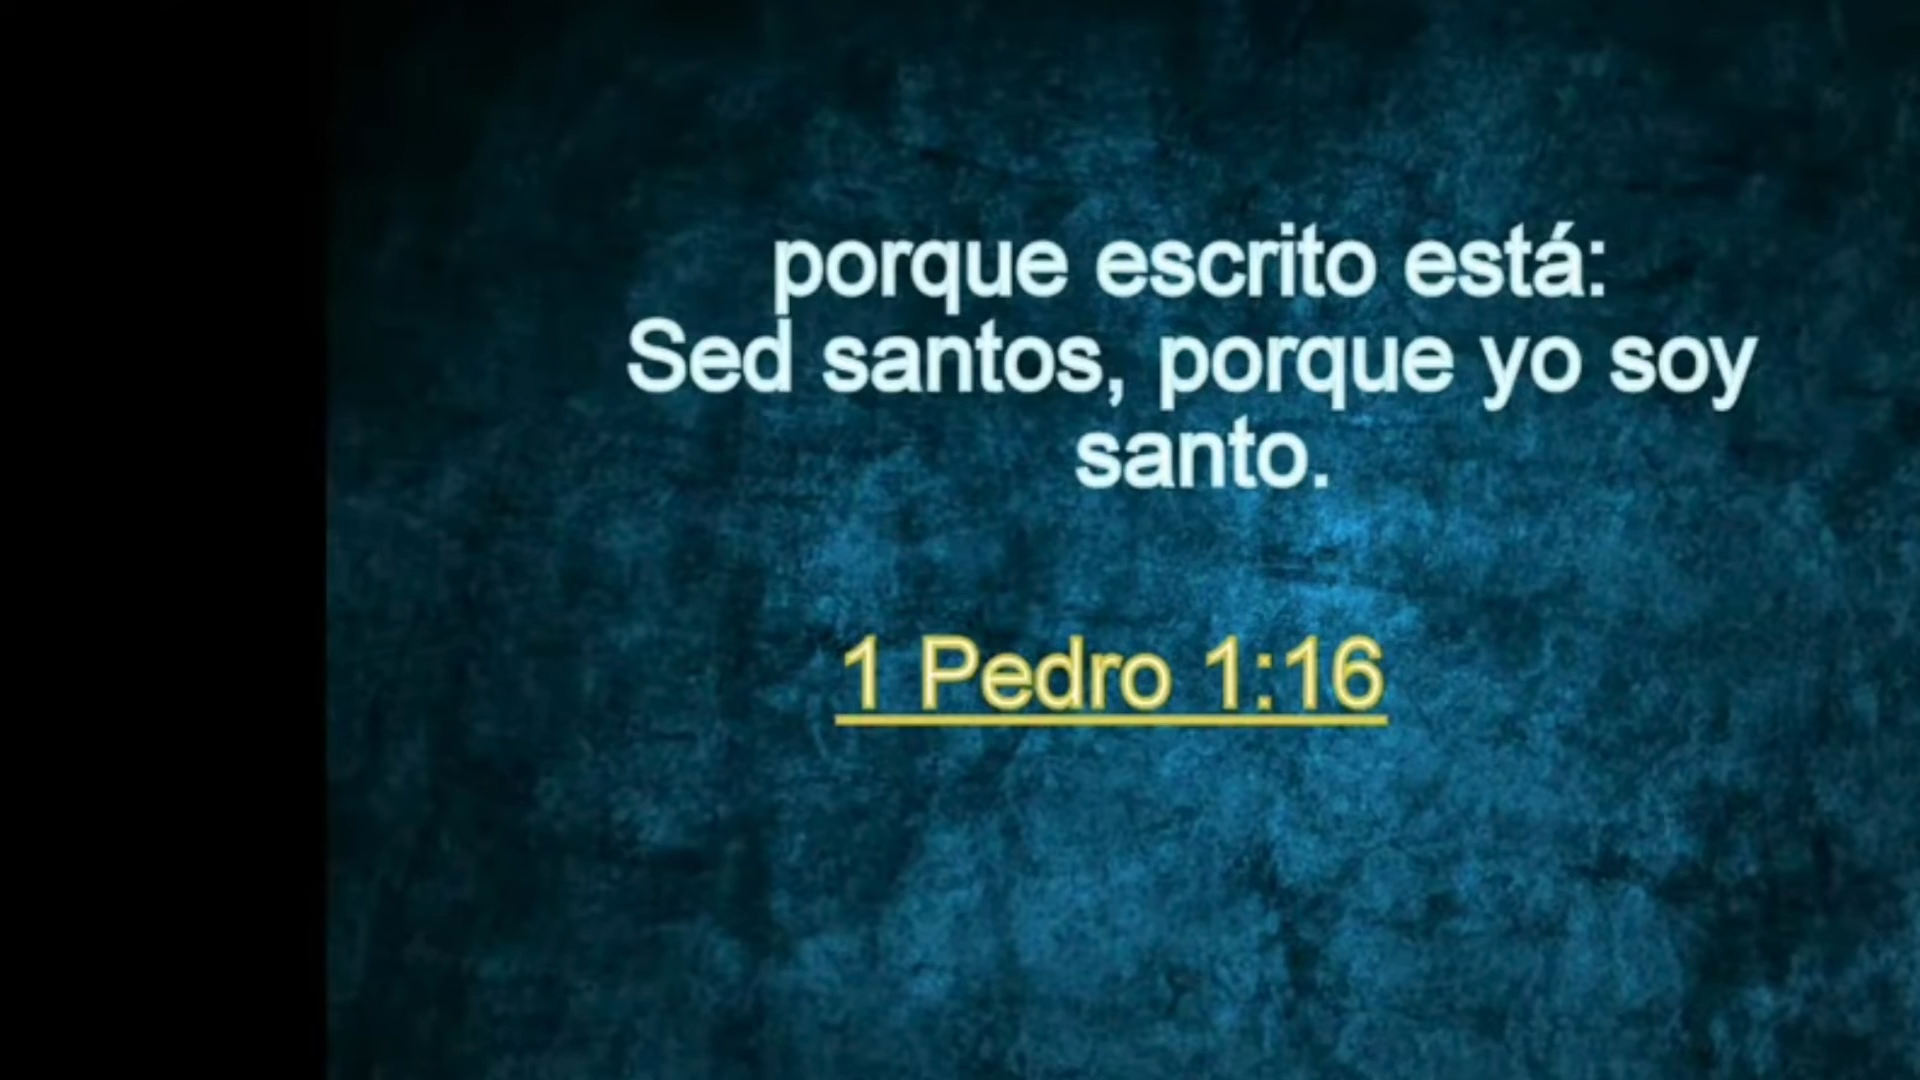 porque escrito está:
Sed santos, porque yo soy
santo.
1 Pedro 1:16